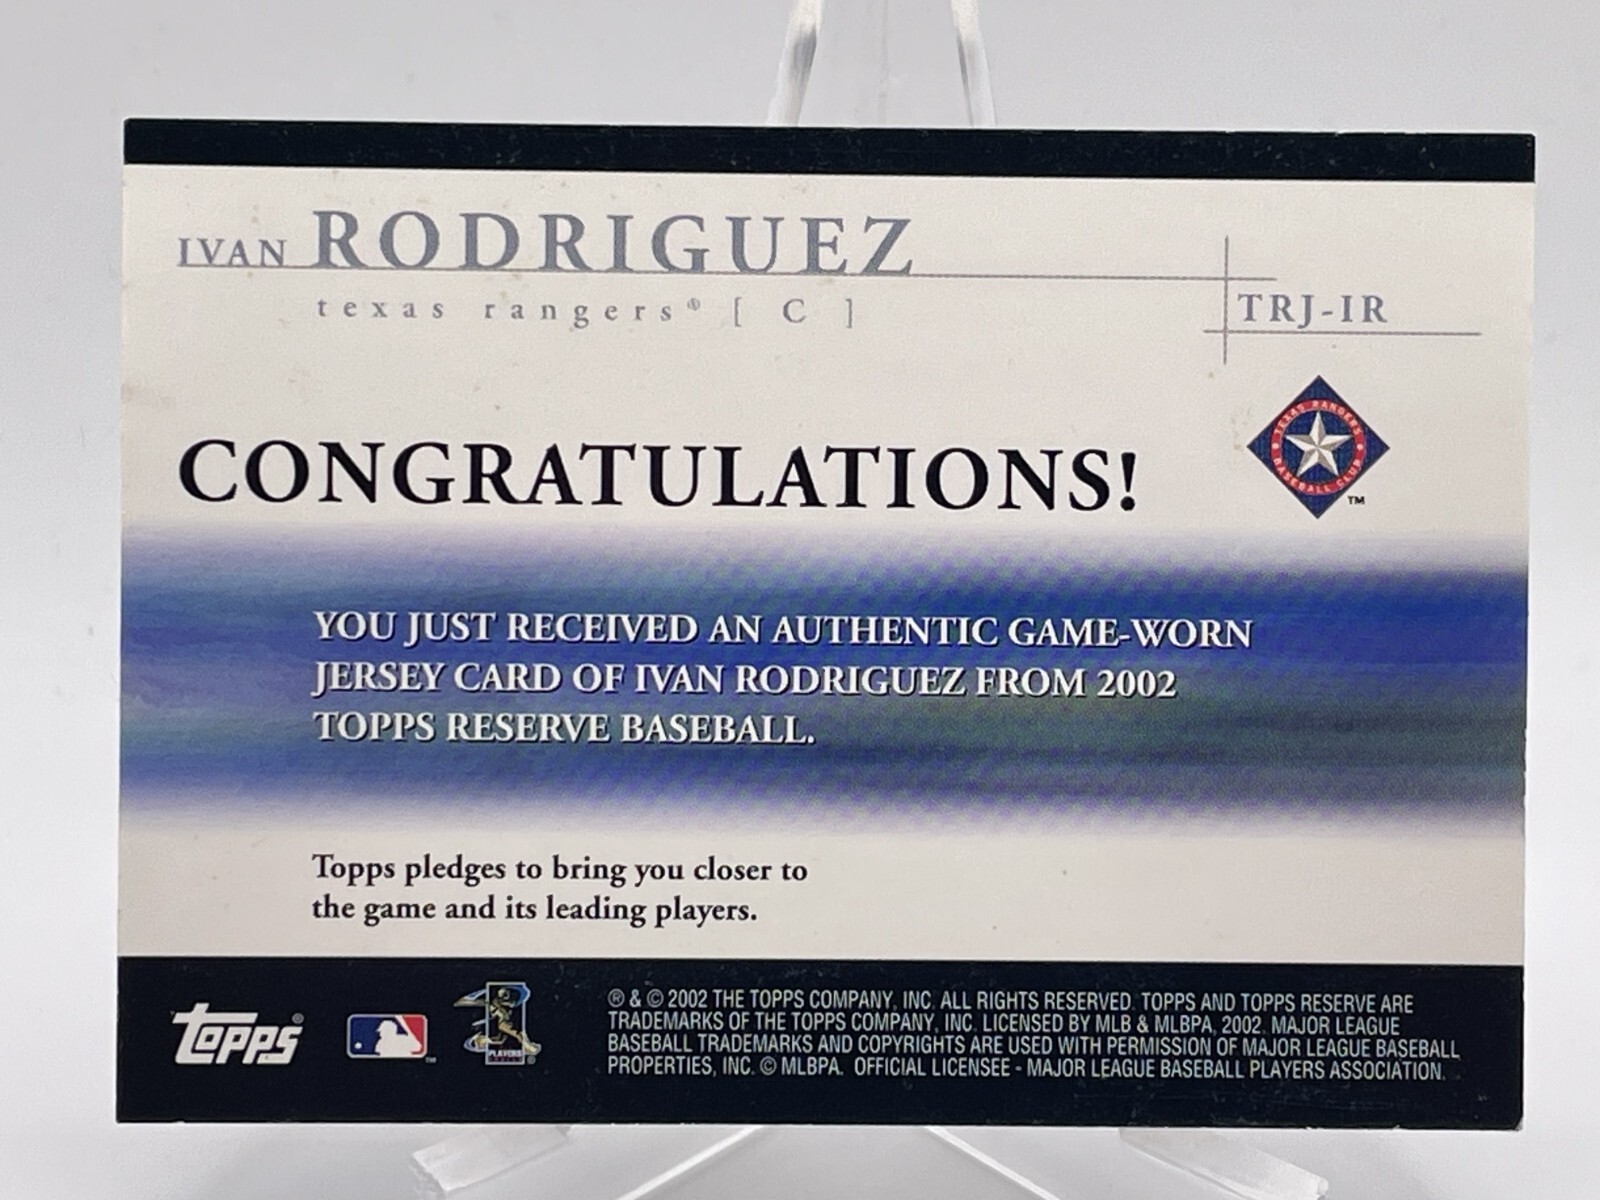 IVAN RODRIGUEZ
texas rangers® [ C ]
TRJ-IR
TEXAS RANGERS
BASEBALL CLUB
TM
CONGRATULATIONS!
YOU JUST RECEIVED AN AUTHENTIC GAME-WORN
JERSEY CARD OF IVAN RODRIGUEZ FROM 2002
TOPPS RESERVE BASEBALL.
Topps pledges to bring you closer to
the game and its leading players.
topps®
PLAYERS
® & © 2002 THE TOPPS COMPANY, INC. ALL RIGHTS RESERVED. TOPPS AND TOPPS RESERVE ARE
TRADEMARKS OF THE TOPPS COMPANY, INC. LICENSED BY MLB & MLBPA, 2002. MAJOR LEAGUE
BASEBALL TRADEMARKS AND COPYRIGHTS ARE USED WITH PERMISSION OF MAJOR LEAGUE BASEBALL
PROPERTIES, INC. © MLBPA. OFFICIAL LICENSEE - MAJOR LEAGUE BASEBALL PLAYERS ASSOCIATION.